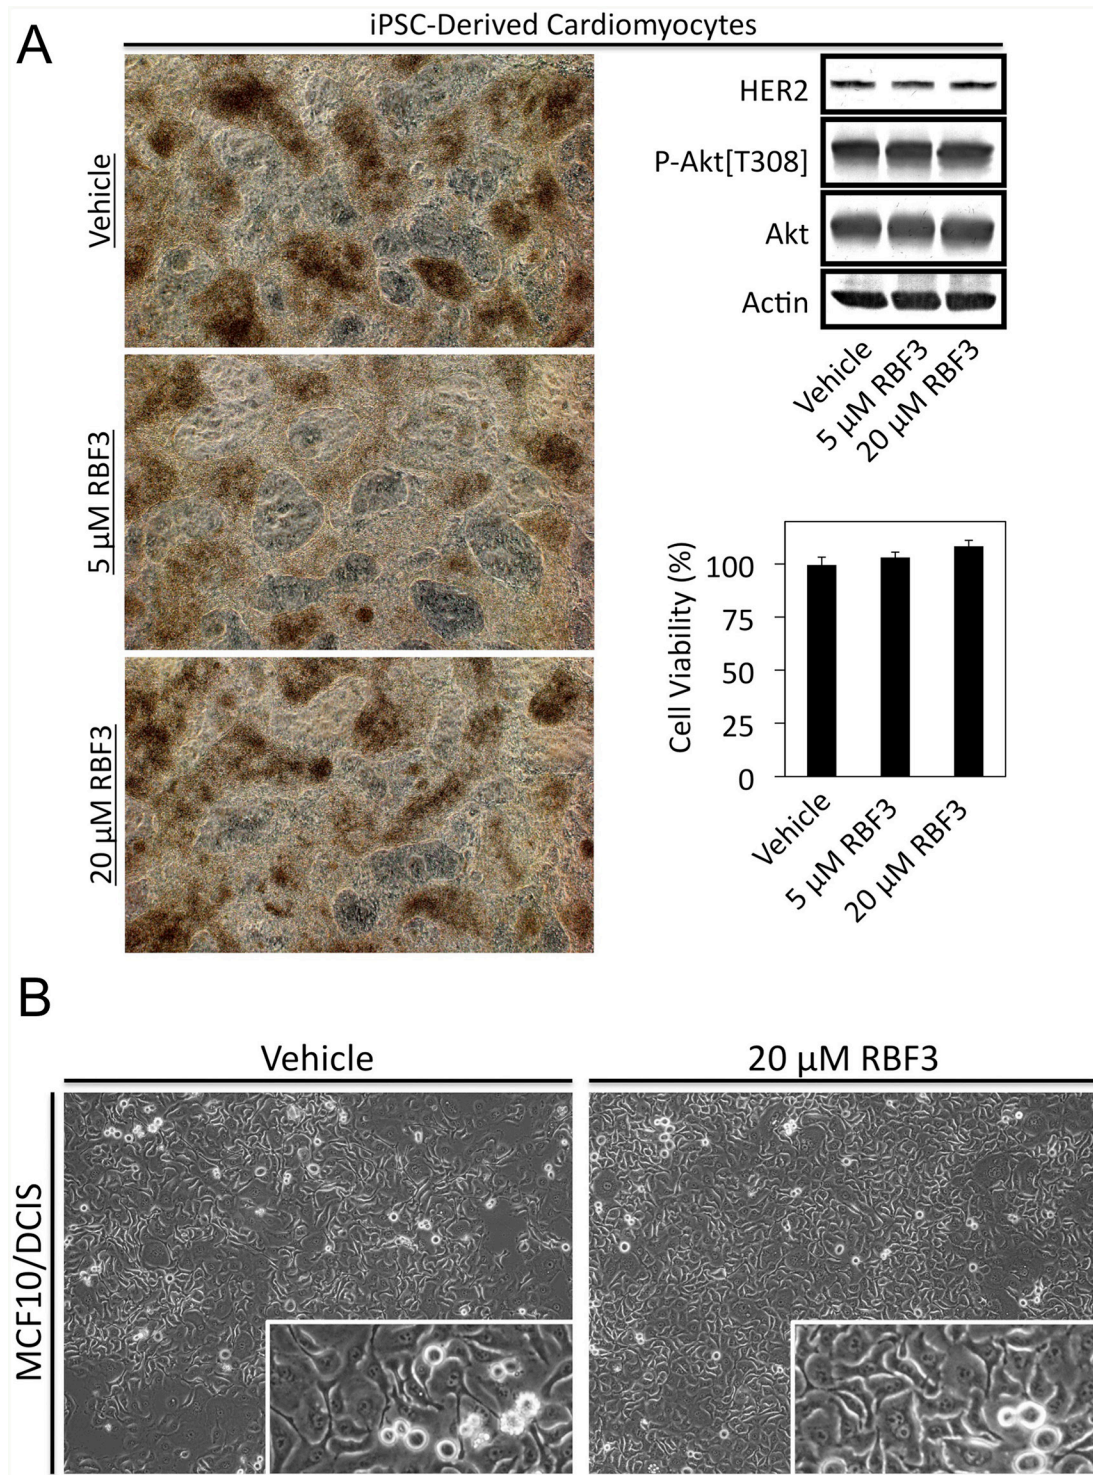 A
iPSC-Derived Cardiomyocytes
Vehicle
5 µM RBF3
20 µM RBF3
HER2
P-Akt[T308]
Akt
Actin
Vehicle
5 µM RBF3
20 µM RBF3
Cell Viability (%)
100
75
50
25
0
Vehicle
5 µM RBF3
20 µM RBF3
B
Vehicle
20 µM RBF3
MCF10/DCIS